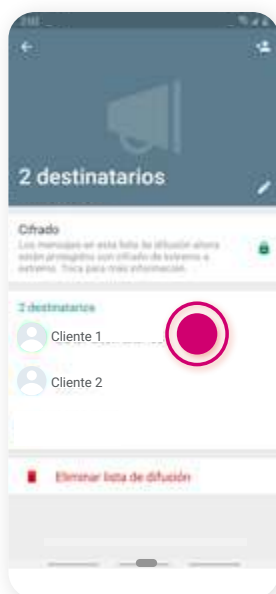 2 destinatarios
Cifrado
Los mensajes en esta lista de difusión ahora
están protegidos con cifrado de extremo a
extremo. Toca para más información.
2 destinatarios
Cliente 1
Cliente 2
Eliminar lista de difusión